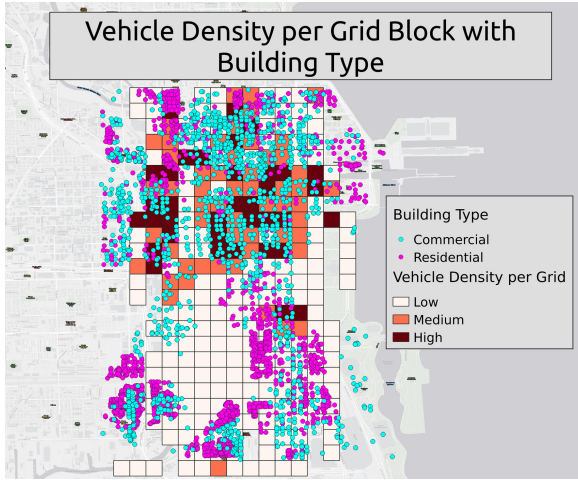 Vehicle Density per Grid Block with
Building Type
Building Type
Commercial
Residential
Vehicle Density per Grid
Low
Medium
High